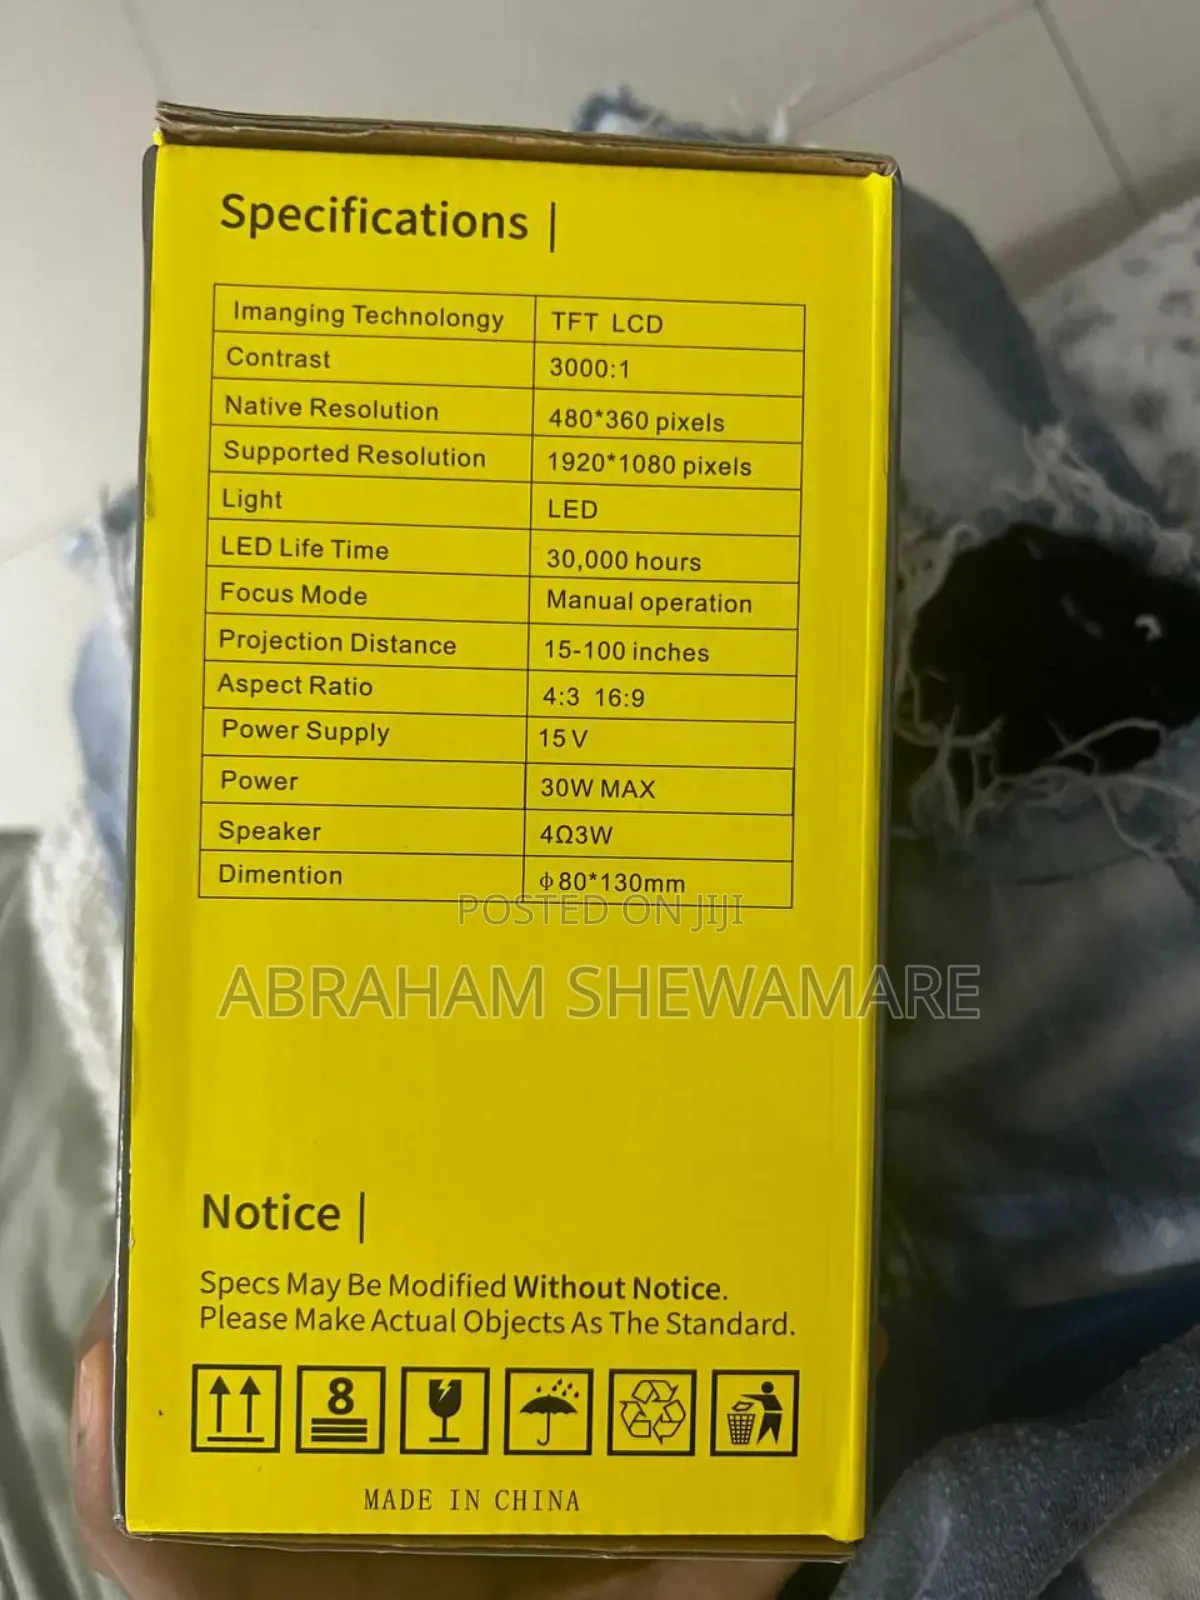 Specifications |
Imanging Technolongy TFT LCD
Contrast 3000:1
Native Resolution 480*360 pixels
Supported Resolution 1920*1080 pixels
Light LED
LED Life Time 30,000 hours
Focus Mode Manual operation
Projection Distance 15-100 inches
Aspect Ratio 4:3 16:9
Power Supply 15V
Power 30W MAX
Speaker 4Ω3W
Dimention ϕ80*130mm
POSTED ON JIJI
ABRAHAM SHEWAMARE
Notice |
Specs May Be Modified Without Notice.
Please Make Actual Objects As The Standard.
8
MADE IN CHINA